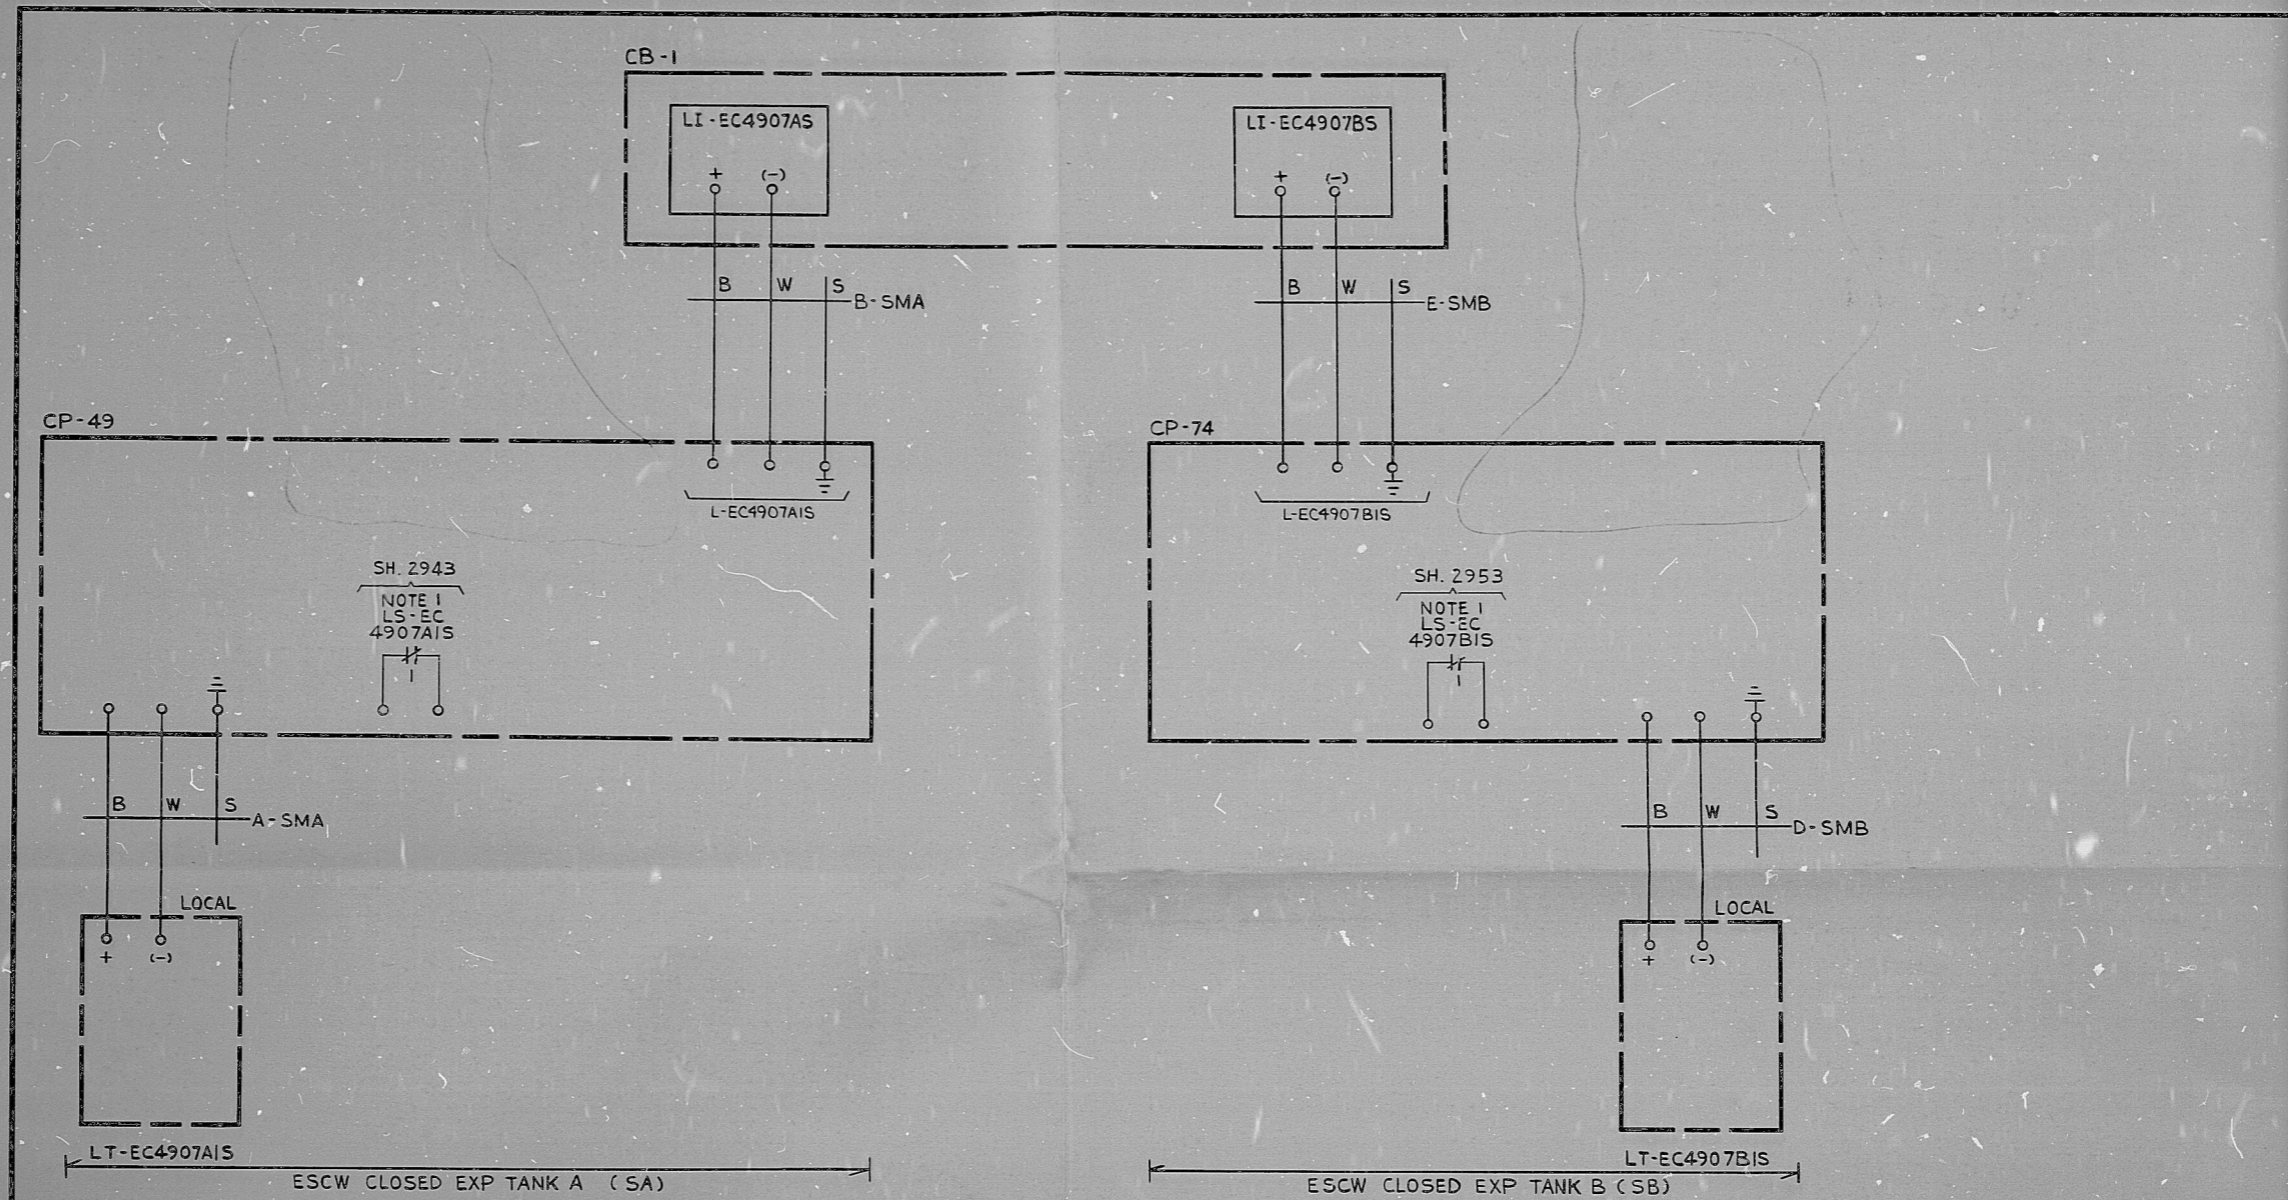 CB-1
LI-EC4907AS
LI-EC4907BS
+ (-)
+ (-)
B W S
B-SMA
B W S
E-SMB
CP-49
CP-74
L-EC4907AIS
L-EC4907BIS
SH. 2943
NOTE 1
LS-EC
4907AIS
1
SH. 2953
NOTE 1
LS-EC
4907BIS
1
B W S
A-SMA
B W S
D-SMB
LOCAL
+ (-)
LOCAL
+ (-)
LT-EC4907AIS
LT-EC4907BIS
ESCW CLOSED EXP TANK A (SA)
ESCW CLOSED EXP TANK B (SB)